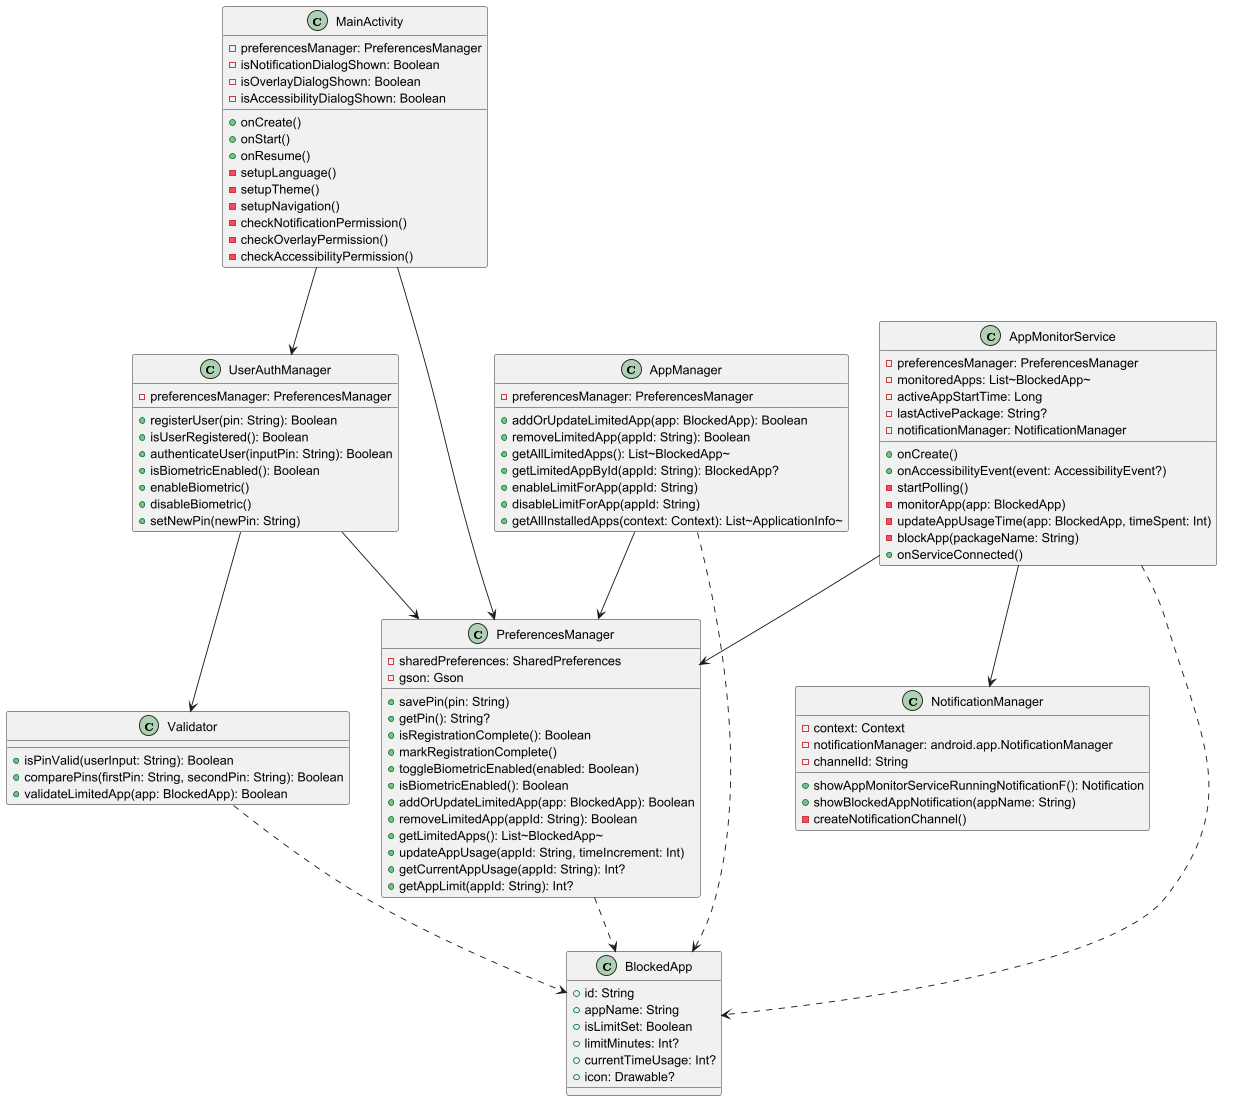 C MainActivity
preferencesManager: PreferencesManager
isNotificationDialogShown: Boolean
isOverlayDialogShown: Boolean
isAccessibilityDialogShown: Boolean
onCreate()
onStart()
onResume()
setupLanguage()
setupTheme()
setupNavigation()
checkNotificationPermission()
checkOverlayPermission()
checkAccessibilityPermission()
C UserAuthManager
preferencesManager: PreferencesManager
registerUser(pin: String): Boolean
isUserRegistered(): Boolean
authenticateUser(inputPin: String): Boolean
isBiometricEnabled(): Boolean
enableBiometric()
disableBiometric()
setNewPin(newPin: String)
C AppManager
preferencesManager: PreferencesManager
addOrUpdateLimitedApp(app: BlockedApp): Boolean
removeLimitedApp(appId: String): Boolean
getAllLimitedApps(): List~BlockedApp~
getLimitedAppById(appId: String): BlockedApp?
enableLimitForApp(appId: String)
disableLimitForApp(appId: String)
getAllInstalledApps(context: Context): List~ApplicationInfo~
C AppMonitorService
preferencesManager: PreferencesManager
monitoredApps: List~BlockedApp~
activeAppStartTime: Long
lastActivePackage: String?
notificationManager: NotificationManager
onCreate()
onAccessibilityEvent(event: AccessibilityEvent?)
startPolling()
monitorApp(app: BlockedApp)
updateAppUsageTime(app: BlockedApp, timeSpent: Int)
blockApp(packageName: String)
onServiceConnected()
C Validator
isPinValid(userInput: String): Boolean
comparePins(firstPin: String, secondPin: String): Boolean
validateLimitedApp(app: BlockedApp): Boolean
C PreferencesManager
sharedPreferences: SharedPreferences
gson: Gson
savePin(pin: String)
getPin(): String?
isRegistrationComplete(): Boolean
markRegistrationComplete()
toggleBiometricEnabled(enabled: Boolean)
isBiometricEnabled(): Boolean
addOrUpdateLimitedApp(app: BlockedApp): Boolean
removeLimitedApp(appId: String): Boolean
getLimitedApps(): List~BlockedApp~
updateAppUsage(appId: String, timeIncrement: Int)
getCurrentAppUsage(appId: String): Int?
getAppLimit(appId: String): Int?
C NotificationManager
context: Context
notificationManager: android.app.NotificationManager
channelId: String
showAppMonitorServiceRunningNotificationF(): Notification
showBlockedAppNotification(appName: String)
createNotificationChannel()
C BlockedApp
id: String
appName: String
isLimitSet: Boolean
limitMinutes: Int?
currentTimeUsage: Int?
icon: Drawable?